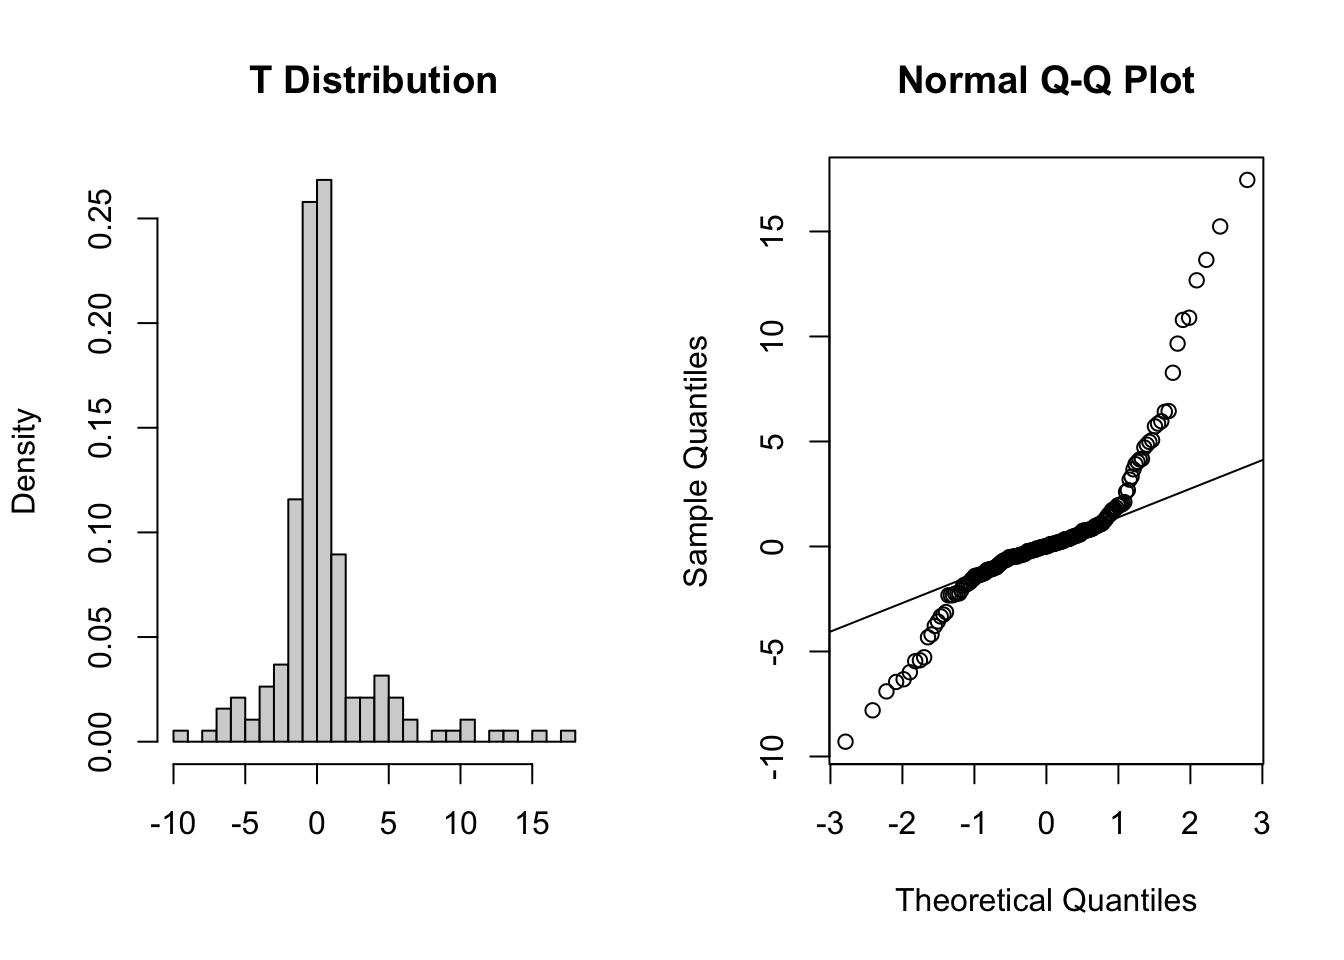 T Distribution
Density
0.00 0.05 0.10 0.15 0.20 0.25
-10 -5 0 5 10 15
Normal Q-Q Plot
Sample Quantiles
-10 -5 0 5 10 15
-3 -2 -1 0 1 2 3
Theoretical Quantiles